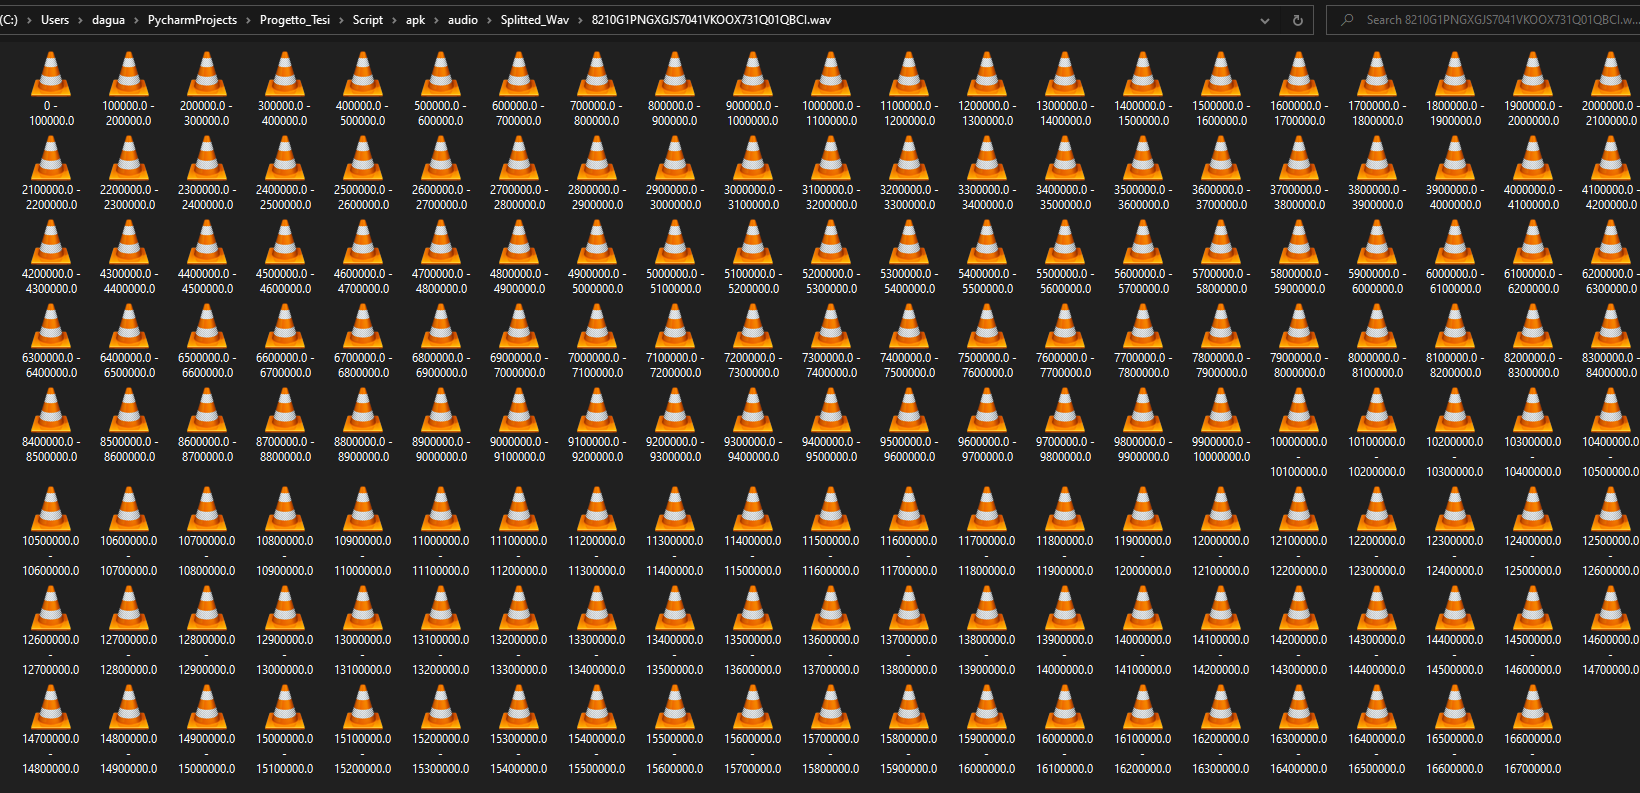 (C:) › Users › dagua › PycharmProjects › Progetto_Tesi › Script › apk › audio › Splitted_Wav › 8210G1PNGXGJS7041VKOOX731Q01QBCI.wav
Search 8210G1PNGXGJS7041VKOOX731Q01QBCI.w...
0 - 100000.0 - 200000.0 - 300000.0 - 400000.0 - 500000.0 - 600000.0 - 700000.0 - 800000.0 - 900000.0 - 1000000.0 - 1100000.0 - 1200000.0 - 1300000.0 - 1400000.0 - 1500000.0 - 1600000.0 - 1700000.0 - 1800000.0 - 1900000.0 - 2000000.0 -
100000.0 200000.0 300000.0 400000.0 500000.0 600000.0 700000.0 800000.0 900000.0 1000000.0 1100000.0 1200000.0 1300000.0 1400000.0 1500000.0 1600000.0 1700000.0 1800000.0 1900000.0 2000000.0 2100000.0
2100000.0 - 2200000.0 - 2300000.0 - 2400000.0 - 2500000.0 - 2600000.0 - 2700000.0 - 2800000.0 - 2900000.0 - 3000000.0 - 3100000.0 - 3200000.0 - 3300000.0 - 3400000.0 - 3500000.0 - 3600000.0 - 3700000.0 - 3800000.0 - 3900000.0 - 4000000.0 - 4100000.0 -
2200000.0 2300000.0 2400000.0 2500000.0 2600000.0 2700000.0 2800000.0 2900000.0 3000000.0 3100000.0 3200000.0 3300000.0 3400000.0 3500000.0 3600000.0 3700000.0 3800000.0 3900000.0 4000000.0 4100000.0 4200000.0
4200000.0 - 4300000.0 - 4400000.0 - 4500000.0 - 4600000.0 - 4700000.0 - 4800000.0 - 4900000.0 - 5000000.0 - 5100000.0 - 5200000.0 - 5300000.0 - 5400000.0 - 5500000.0 - 5600000.0 - 5700000.0 - 5800000.0 - 5900000.0 - 6000000.0 - 6100000.0 - 6200000.0 -
4300000.0 4400000.0 4500000.0 4600000.0 4700000.0 4800000.0 4900000.0 5000000.0 5100000.0 5200000.0 5300000.0 5400000.0 5500000.0 5600000.0 5700000.0 5800000.0 5900000.0 6000000.0 6100000.0 6200000.0 6300000.0
6300000.0 - 6400000.0 - 6500000.0 - 6600000.0 - 6700000.0 - 6800000.0 - 6900000.0 - 7000000.0 - 7100000.0 - 7200000.0 - 7300000.0 - 7400000.0 - 7500000.0 - 7600000.0 - 7700000.0 - 7800000.0 - 7900000.0 - 8000000.0 - 8100000.0 - 8200000.0 - 8300000.0 -
6400000.0 6500000.0 6600000.0 6700000.0 6800000.0 6900000.0 7000000.0 7100000.0 7200000.0 7300000.0 7400000.0 7500000.0 7600000.0 7700000.0 7800000.0 7900000.0 8000000.0 8100000.0 8200000.0 8300000.0 8400000.0
8400000.0 - 8500000.0 - 8600000.0 - 8700000.0 - 8800000.0 - 8900000.0 - 9000000.0 - 9100000.0 - 9200000.0 - 9300000.0 - 9400000.0 - 9500000.0 - 9600000.0 - 9700000.0 - 9800000.0 - 9900000.0 - 10000000.0 10100000.0 10200000.0 10300000.0 10400000.0
8500000.0 8600000.0 8700000.0 8800000.0 8900000.0 9000000.0 9100000.0 9200000.0 9300000.0 9400000.0 9500000.0 9600000.0 9700000.0 9800000.0 9900000.0 10000000.0 - - - - -
10100000.0 10200000.0 10300000.0 10400000.0 10500000.0
10500000.0 10600000.0 10700000.0 10800000.0 10900000.0 11000000.0 11100000.0 11200000.0 11300000.0 11400000.0 11500000.0 11600000.0 11700000.0 11800000.0 11900000.0 12000000.0 12100000.0 12200000.0 12300000.0 12400000.0 12500000.0
- - - - - - - - - - - - - - - - - - - - -
10600000.0 10700000.0 10800000.0 10900000.0 11000000.0 11100000.0 11200000.0 11300000.0 11400000.0 11500000.0 11600000.0 11700000.0 11800000.0 11900000.0 12000000.0 12100000.0 12200000.0 12300000.0 12400000.0 12500000.0 12600000.0
12600000.0 12700000.0 12800000.0 12900000.0 13000000.0 13100000.0 13200000.0 13300000.0 13400000.0 13500000.0 13600000.0 13700000.0 13800000.0 13900000.0 14000000.0 14100000.0 14200000.0 14300000.0 14400000.0 14500000.0 14600000.0
- - - - - - - - - - - - - - - - - - - - -
12700000.0 12800000.0 12900000.0 13000000.0 13100000.0 13200000.0 13300000.0 13400000.0 13500000.0 13600000.0 13700000.0 13800000.0 13900000.0 14000000.0 14100000.0 14200000.0 14300000.0 14400000.0 14500000.0 14600000.0 14700000.0
14700000.0 14800000.0 14900000.0 15000000.0 15100000.0 15200000.0 15300000.0 15400000.0 15500000.0 15600000.0 15700000.0 15800000.0 15900000.0 16000000.0 16100000.0 16200000.0 16300000.0 16400000.0 16500000.0 16600000.0
- - - - - - - - - - - - - - - - - - - -
14800000.0 14900000.0 15000000.0 15100000.0 15200000.0 15300000.0 15400000.0 15500000.0 15600000.0 15700000.0 15800000.0 15900000.0 16000000.0 16100000.0 16200000.0 16300000.0 16400000.0 16500000.0 16600000.0 16700000.0